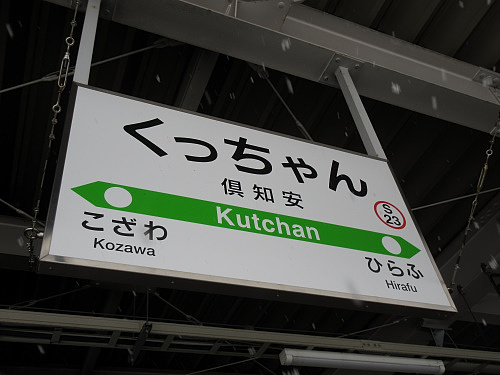 くっちゃん
倶知安
S
23
Kutchan
こざわ
Kozawa
ひらふ
Hirafu